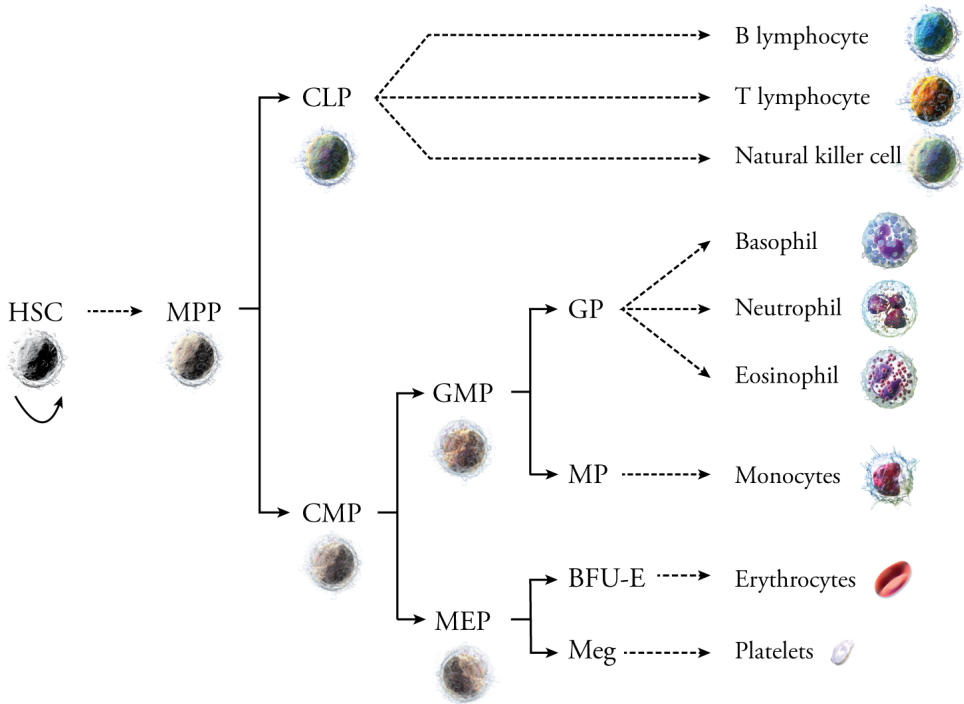 B lymphocyte
CLP
T lymphocyte
Natural killer cell
Basophil
HSC
MPP
GP
Neutrophil
Eosinophil
GMP
MP
Monocytes
CMP
BFU-E
Erythrocytes
MEP
Meg
Platelets